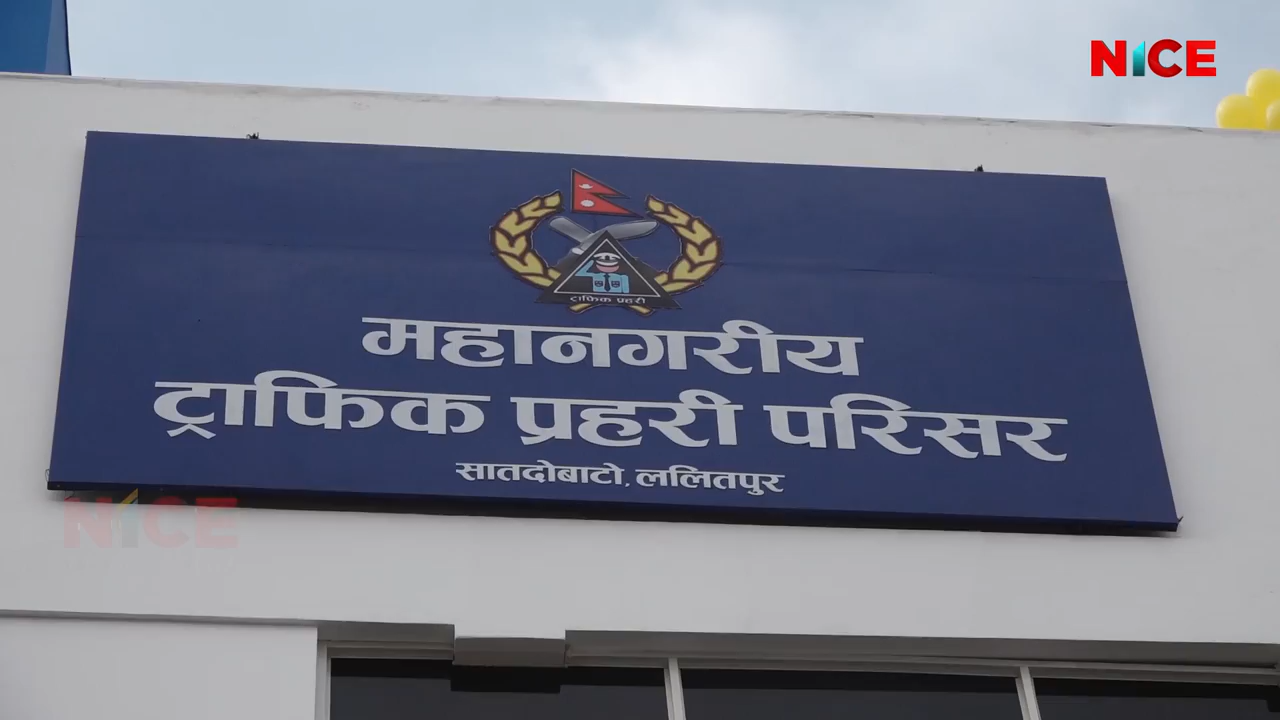 NICE
ट्राफिक प्रहरी
महानगरीय
ट्राफिक प्रहरी परिसर
सातदोबाटो, ललितपुर
NICE